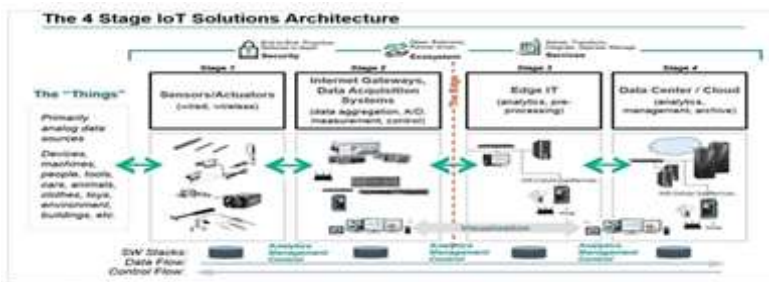 The 4 Stage IoT Solutions Architecture
Security
Ecosystem
Services
Stage 1
Stage 2
Stage 3
Stage 4
The "Things"
Primarily
analog data
sources
Devices,
machines,
people, tools,
cars, animals,
clothes, toys,
environment,
buildings, etc.
Sensors/Actuators
(wired, wireless)
Internet Gateways,
Data Acquisition
Systems
(data aggregation, A/D,
measurement, control)
The Edge
Edge IT
(analytics, pre-
processing)
Data Center / Cloud
(analytics,
management, archive)
Visualization
SW Stacks:
Data Flow:
Control Flow:
Analytics
Management
Control
Analytics
Management
Control
Analytics
Management
Control